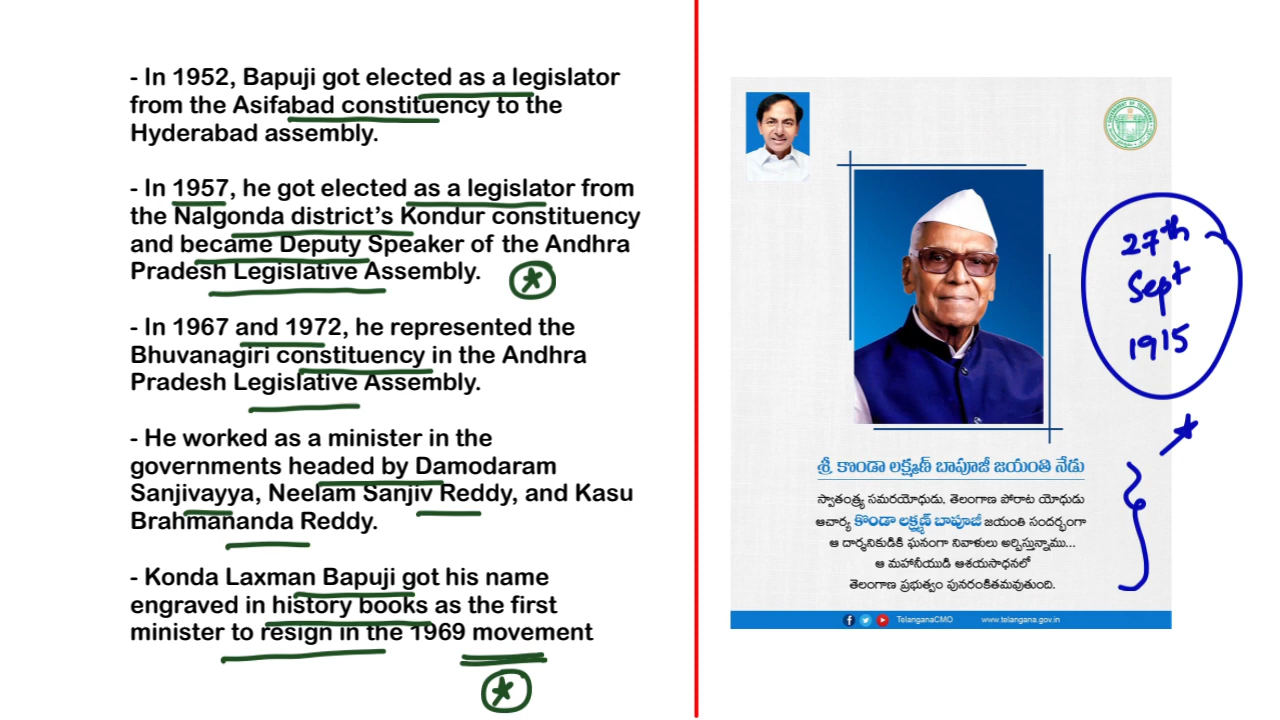 - In 1952, Bapuji got elected as a legislator
from the Asifabad constituency to the
Hyderabad assembly.
- In 1957, he got elected as a legislator from
the Nalgonda district’s Kondur constituency
and became Deputy Speaker of the Andhra
Pradesh Legislative Assembly.
- In 1967 and 1972, he represented the
Bhuvanagiri constituency in the Andhra
Pradesh Legislative Assembly.
- He worked as a minister in the
governments headed by Damodaram
Sanjivayya, Neelam Sanjiv Reddy, and Kasu
Brahmananda Reddy.
- Konda Laxman Bapuji got his name
engraved in history books as the first
minister to resign in the 1969 movement
27th
Sept
1915
శ్రీ కొండా లక్ష్మణ్ బాపూజీ జయంతి నేడు
స్వాతంత్ర్య సమరయోధుడు, తెలంగాణ పోరాట యోధుడు
ఆచార్య కొండా లక్ష్మణ్ బాపూజీ జయంతి సందర్భంగా
ఆ దార్శనికుడికి ఘనంగా నివాళులు అర్పిస్తున్నాము...
ఆ మహానీయుడి ఆశయసాధనలో
తెలంగాణ ప్రభుత్వం పునరంకితమవుతుంది.
TelanganaCMO www.telangana.gov.in